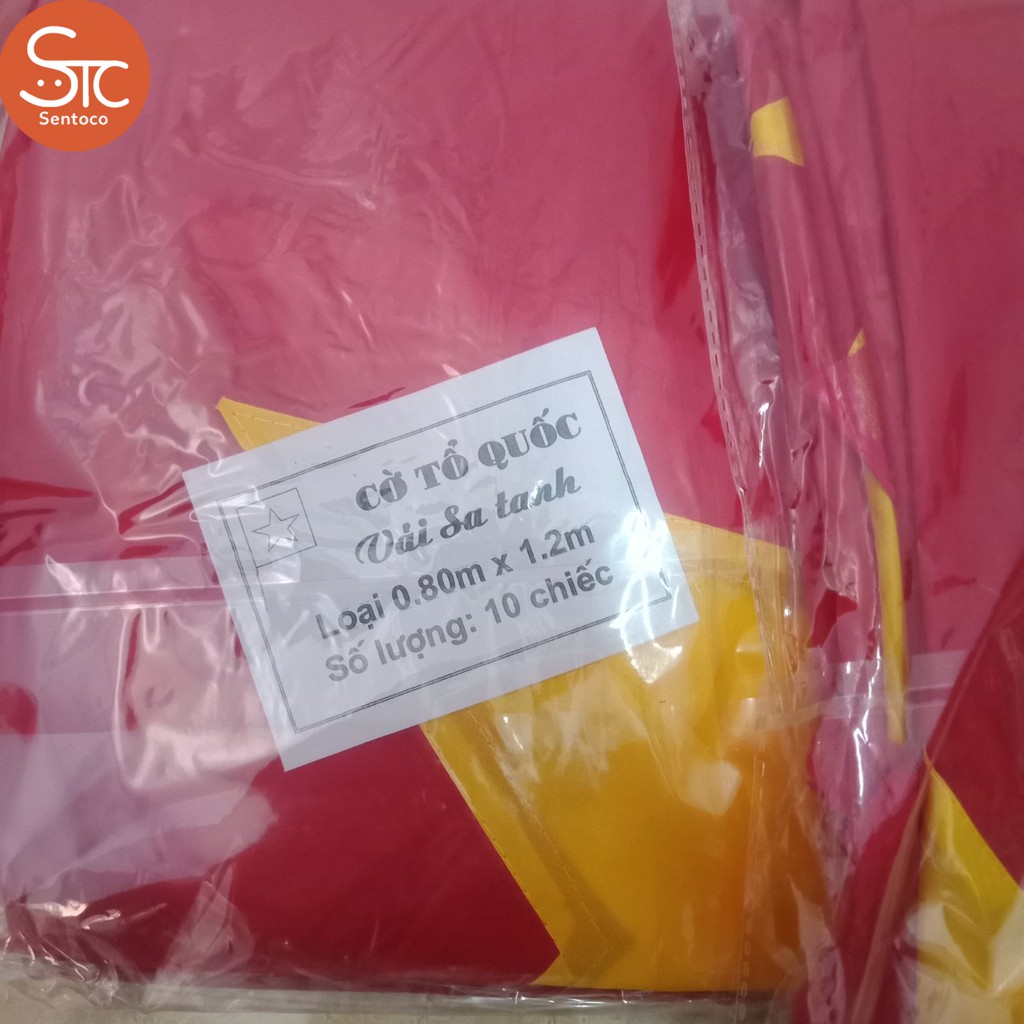 STC
Sentoco
CỜ TỔ QUỐC
Vải Sa tanh
Loại 0.80m x 1.2m
Số lượng: 10 chiếc